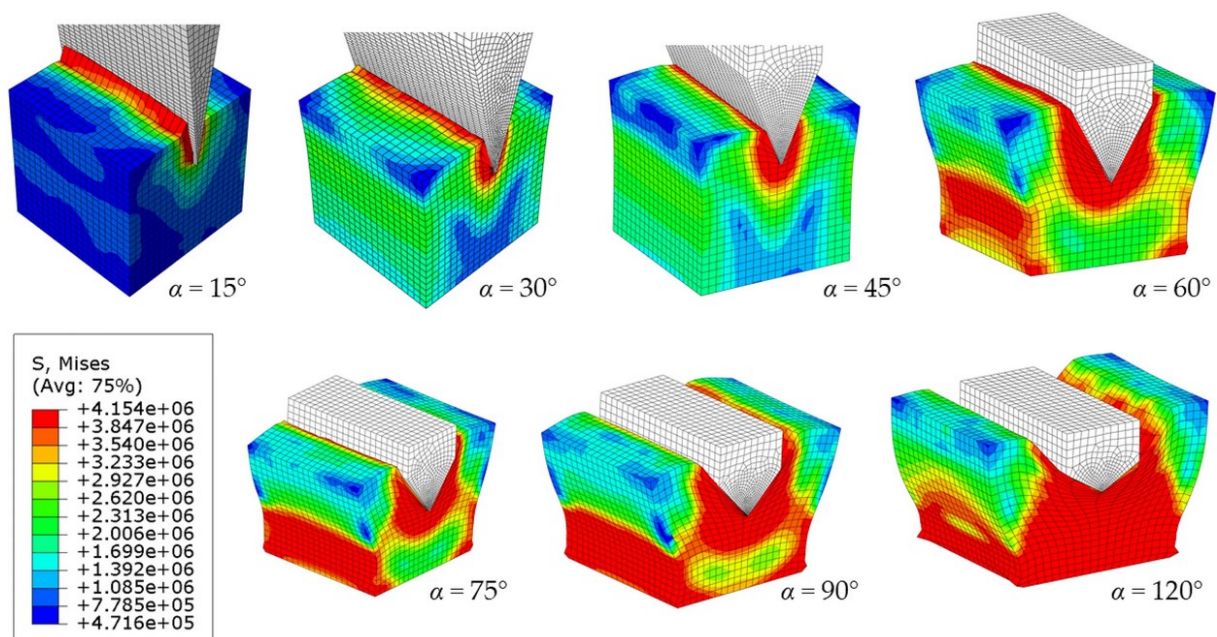 α = 15°
α = 30°
α = 45°
α = 60°
S, Mises
(Avg: 75%)
+4.154e+06
+3.847e+06
+3.540e+06
+3.233e+06
+2.927e+06
+2.620e+06
+2.313e+06
+2.006e+06
+1.699e+06
+1.392e+06
+1.085e+06
+7.785e+05
+4.716e+05
α = 75°
α = 90°
α = 120°